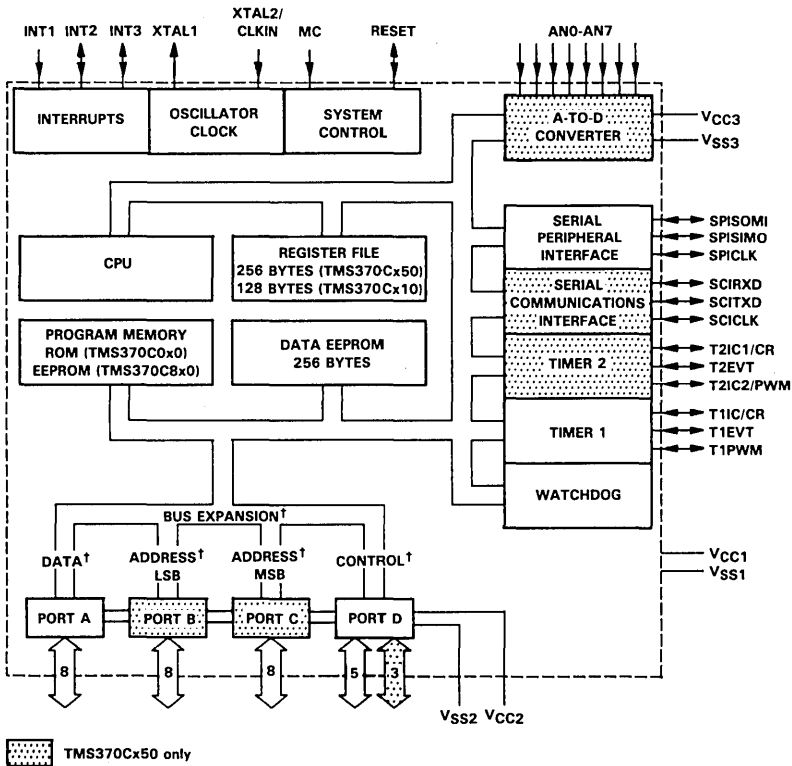 INT1 INT2 INT3 XTAL1 XTAL2/
CLKIN MC RESET AN0-AN7
INTERRUPTS
OSCILLATOR
CLOCK
SYSTEM
CONTROL
A-TO-D
CONVERTER
VCC3
VSS3
CPU
REGISTER FILE
256 BYTES (TMS370Cx50)
128 BYTES (TMS370Cx10)
SERIAL
PERIPHERAL
INTERFACE
SPISOMI
SPISIMO
SPICLK
SERIAL
COMMUNICATIONS
INTERFACE
SCIRXD
SCITXD
SCICLK
PROGRAM MEMORY
ROM (TMS370C0x0)
EEPROM (TMS370C8x0)
DATA EEPROM
256 BYTES
TIMER 2
T2IC1/CR
T2EVT
T2IC2/PWM
TIMER 1
T1IC/CR
T1EVT
T1PWM
WATCHDOG
BUS EXPANSION†
DATA†
ADDRESS†
LSB
ADDRESS†
MSB
CONTROL†
VCC1
VSS1
PORT A
PORT B
PORT C
PORT D
8
8
8
5
3
VSS2 VCC2
TMS370Cx50 only